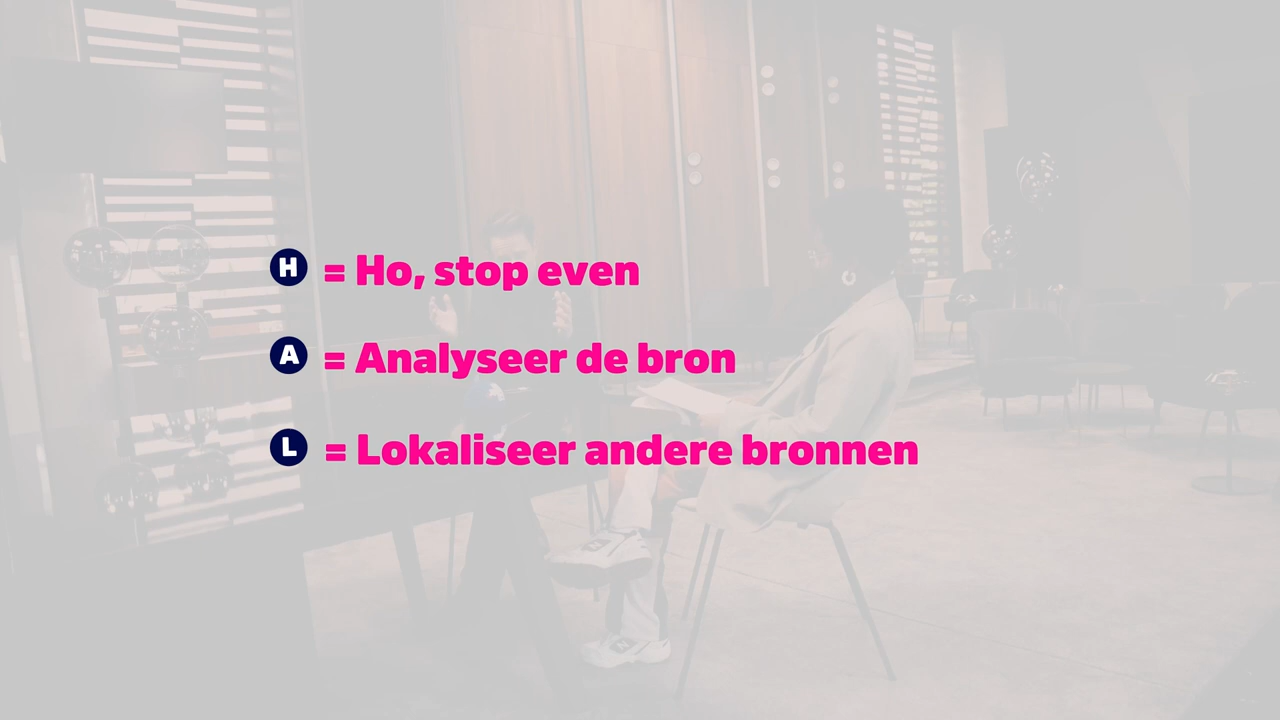 H = Ho, stop even
A = Analyseer de bron
L = Lokaliseer andere bronnen